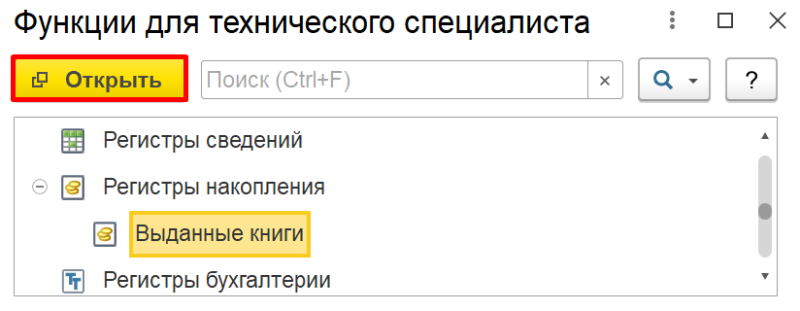 Функции для технического специалиста
Открыть Поиск (Ctrl+F) × ?
Регистры сведений
Регистры накопления
Выданные книги
Регистры бухгалтерии